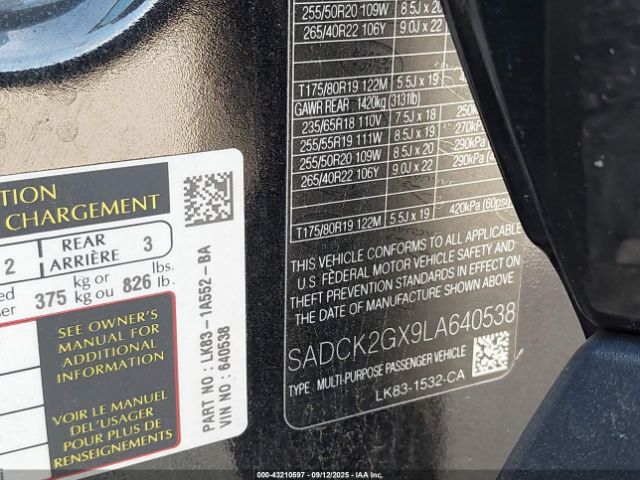 255/50R20 109W 8.5J x 20
265/40R22 106Y 9.0J x 22
T175/80R19 122M 5.5J x 19
GAWR REAR: 1420kg (3131lb)
235/65R18 110V 7.5J x 18
255/55R19 111W 8.5J x 19 270kPa
255/50R20 109W 8.5J x 20 290kPa
265/40R22 106Y 9.0J x 22 290kPa
T175/80R19 122M 5.5J x 19 420kPa (60psi)
THIS VEHICLE CONFORMS TO ALL APPLICABLE
U.S. FEDERAL MOTOR VEHICLE SAFETY AND
THEFT PREVENTION STANDARDS IN EFFECT ON
THE DATE OF MANUFACTURE SHOWN ABOVE.
SADCK2GX9LA640538
TYPE: MULTI-PURPOSE PASSENGER VEHICLE
LK83-1532-CA
CHARGEMENT
2 REAR ARRIÈRE 3
375 kg or kg ou 826 lbs. lb.
SEE OWNER'S
MANUAL FOR
ADDITIONAL
INFORMATION
VOIR LE MANUEL
DEL'USAGER
POUR PLUS DE
RENSEIGNEMENTS
PART NO : LK83-1A552-BA
VIN NO : 640538
000-43210597 - 09/12/2025 - COPYRIGHT IAA, LLC.